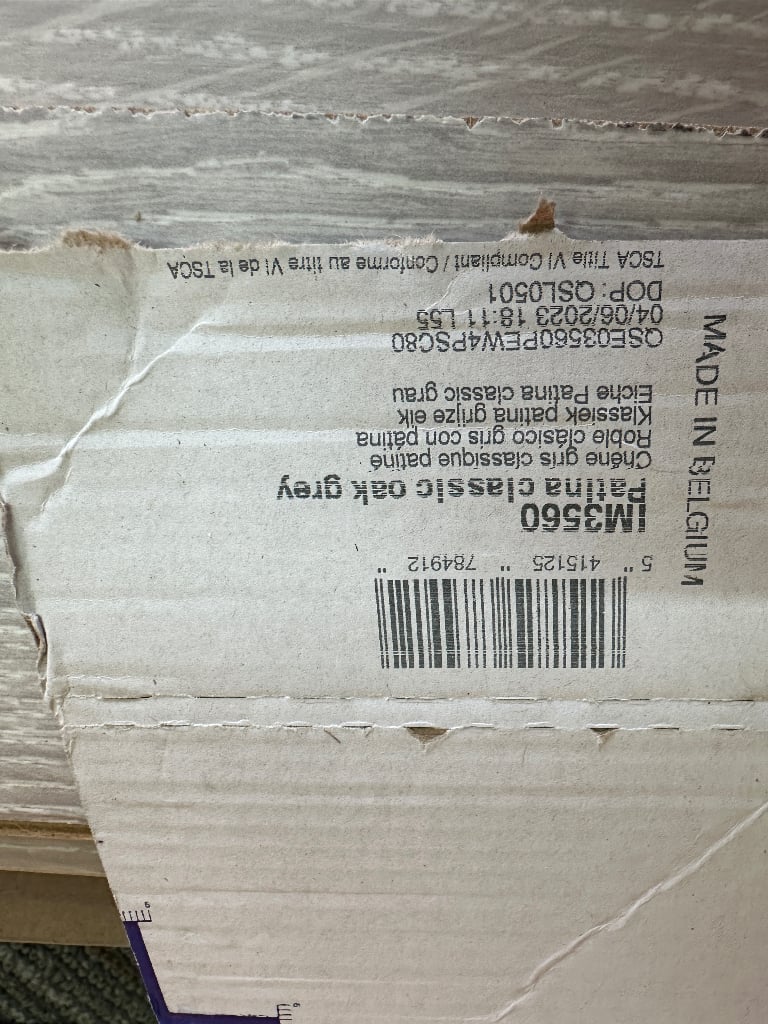 TSCA Title VI Compliant / Conforme au titre VI de la TSCA
DOP: QSL0501
04/06/2023 18:11 L55
QSE03560PEW4PSC80
Eiche Patina classic grau
Klassiek patina grijze eik
Roble clásico gris con pátina
Chêne gris classique patiné
Patina classic oak grey
IM3560
5 " 415125 " 784912 "
MADE IN BELGIUM